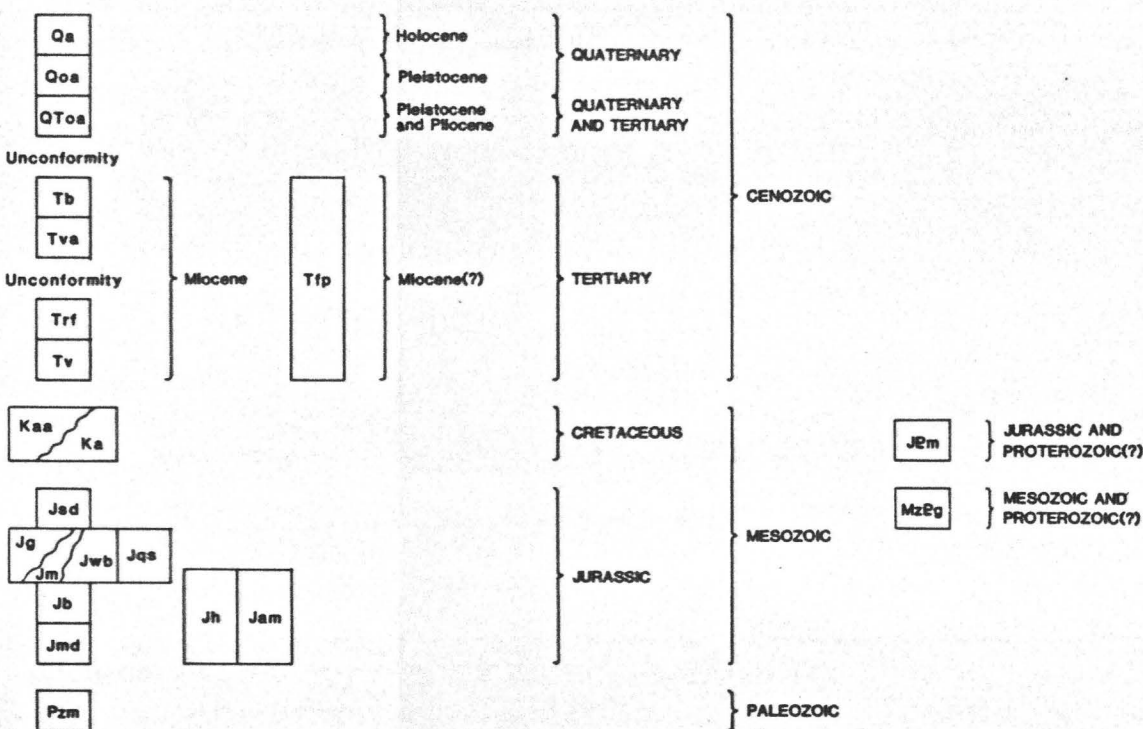 Qa
Holocene
QUATERNARY
Qoa
Pleistocene
QToa
Pleistocene
and Pliocene
QUATERNARY
AND TERTIARY
Unconformity
Tb
Tva
CENOZOIC
Unconformity
Miocene
Tfp
Miocene(?)
TERTIARY
Trf
Tv
Kaa
Ka
CRETACEOUS
JPm
JURASSIC AND
PROTEROZOIC(?)
Jsd
MzPg
MESOZOIC AND
PROTEROZOIC(?)
Jg
Jm
Jwb
Jqs
MESOZOIC
JURASSIC
Jb
Jh
Jam
Jmd
Pzm
PALEOZOIC